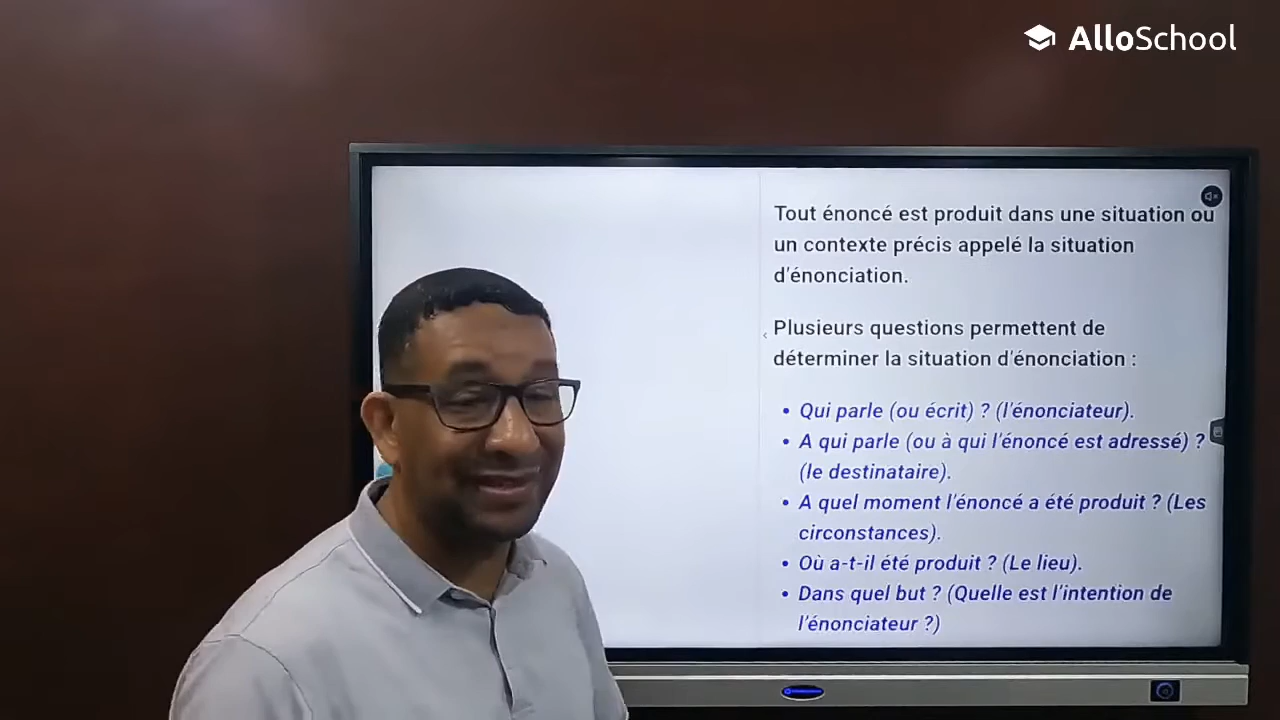 AlloSchool
Tout énoncé est produit dans une situation ou
un contexte précis appelé la situation
d'énonciation.
Plusieurs questions permettent de
déterminer la situation d'énonciation :
• Qui parle (ou écrit) ? (l'énonciateur).
• A qui parle (ou à qui l'énoncé est adressé) ?
(le destinataire).
• A quel moment l'énoncé a été produit ? (Les
circonstances).
• Où a-t-il été produit ? (Le lieu).
• Dans quel but ? (Quelle est l'intention de
l'énonciateur ?)